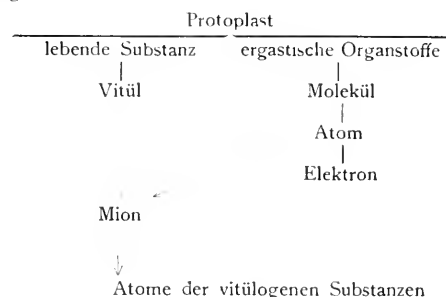 Protoplast
lebende Substanz ergastische Organstoffe
Vitül Molekül
Atom
Elektron
Mion
Atome der vitülogenen Substanzen